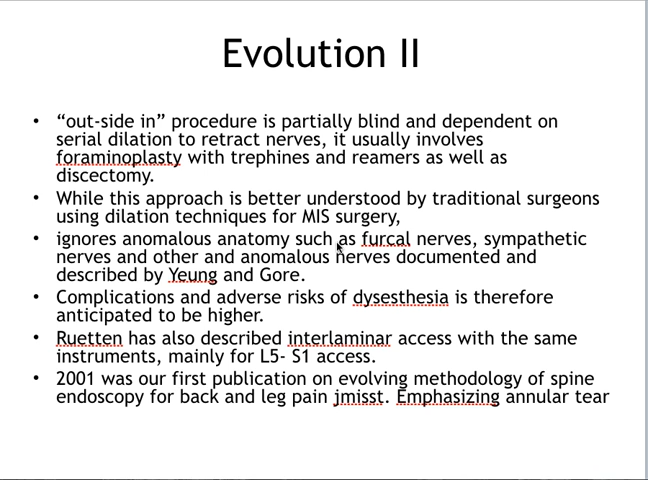 Evolution II
• “out-side in” procedure is partially blind and dependent on
serial dilation to retract nerves, it usually involves
foraminoplasty with trephines and reamers as well as
discectomy.
• While this approach is better understood by traditional surgeons
using dilation techniques for MIS surgery,
• ignores anomalous anatomy such as furcal nerves, sympathetic
nerves and other and anomalous nerves documented and
described by Yeung and Gore.
• Complications and adverse risks of dysesthesia is therefore
anticipated to be higher.
• Ruetten has also described interlaminar access with the same
instruments, mainly for L5- S1 access.
• 2001 was our first publication on evolving methodology of spine
endoscopy for back and leg pain jmisst. Emphasizing annular tear